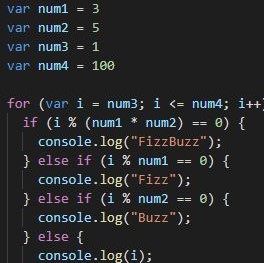 var num1 = 3
var num2 = 5
var num3 = 1
var num4 = 100

for (var i = num3; i <= num4; i++)
  if (i % (num1 * num2) == 0) {
    console.log("FizzBuzz");
  } else if (i % num1 == 0) {
    console.log("Fizz");
  } else if (i % num2 == 0) {
    console.log("Buzz");
  } else {
    console.log(i);